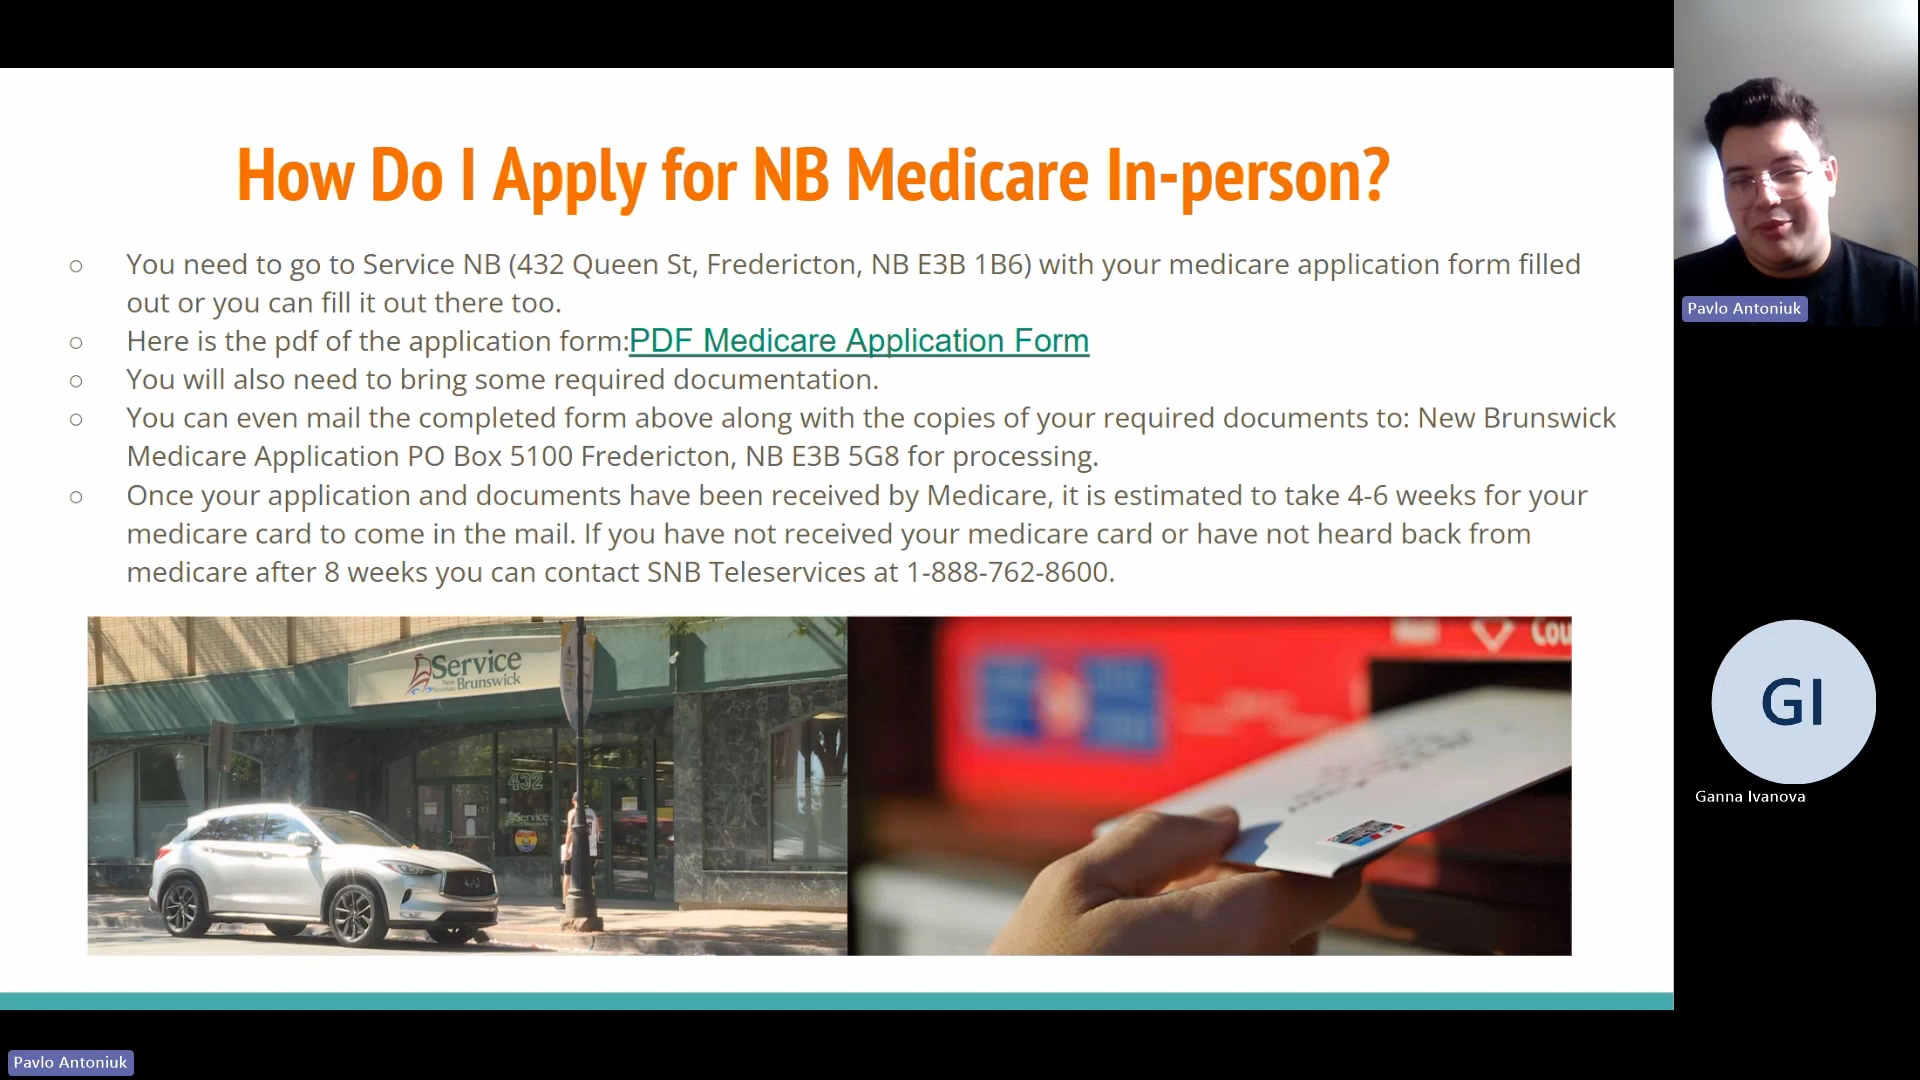 How Do I Apply for NB Medicare In-person?
○ You need to go to Service NB (432 Queen St, Fredericton, NB E3B 1B6) with your medicare application form filled
out or you can fill it out there too.
○ Here is the pdf of the application form:PDF Medicare Application Form
○ You will also need to bring some required documentation.
○ You can even mail the completed form above along with the copies of your required documents to: New Brunswick
Medicare Application PO Box 5100 Fredericton, NB E3B 5G8 for processing.
○ Once your application and documents have been received by Medicare, it is estimated to take 4-6 weeks for your
medicare card to come in the mail. If you have not received your medicare card or have not heard back from
medicare after 8 weeks you can contact SNB Teleservices at 1-888-762-8600.
Service
New
Brunswick
432
Service
Cou
Pavlo Antoniuk
GI
Ganna Ivanova
Pavlo Antoniuk